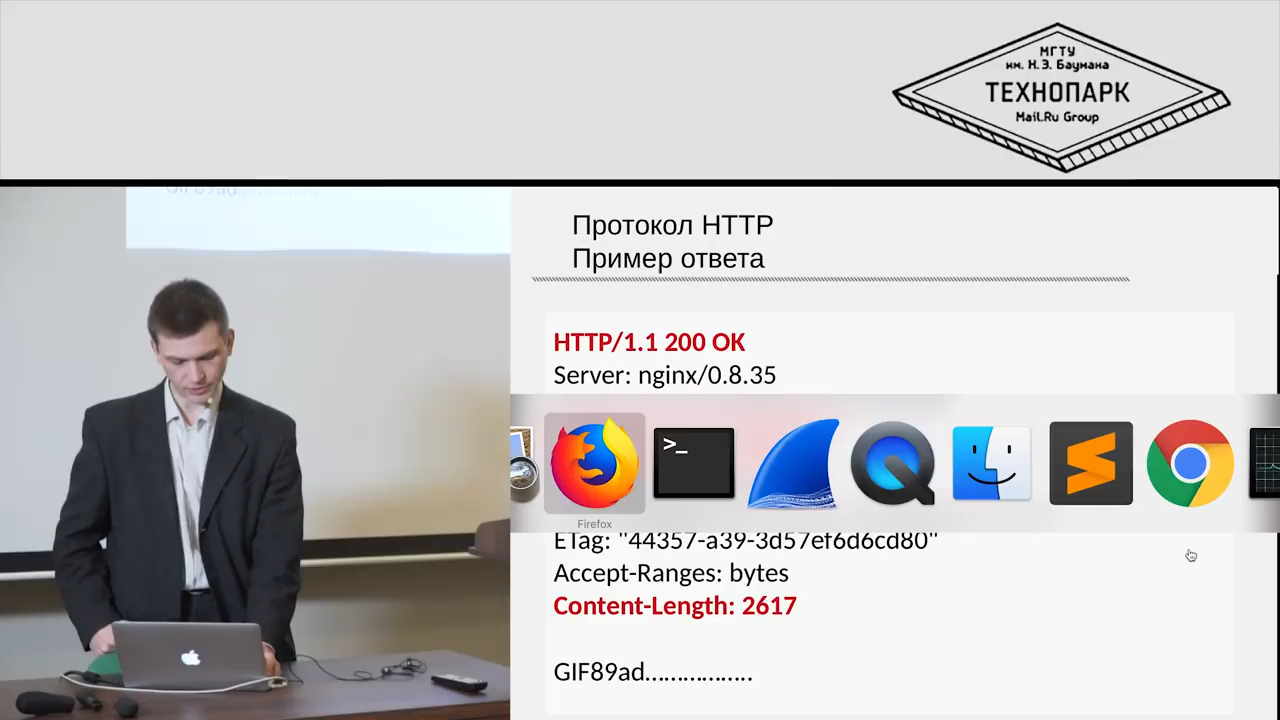 МГТУ
им. Н.Э. Баумана
ТЕХНОПАРК
Mail.Ru Group
Протокол HTTP
Пример ответа
HTTP/1.1 200 OK
Server: nginx/0.8.35
>_
Firefox
ETag: "44357-a39-3d57ef6d6cd80"
Accept-Ranges: bytes
Content-Length: 2617
GIF89ad.................